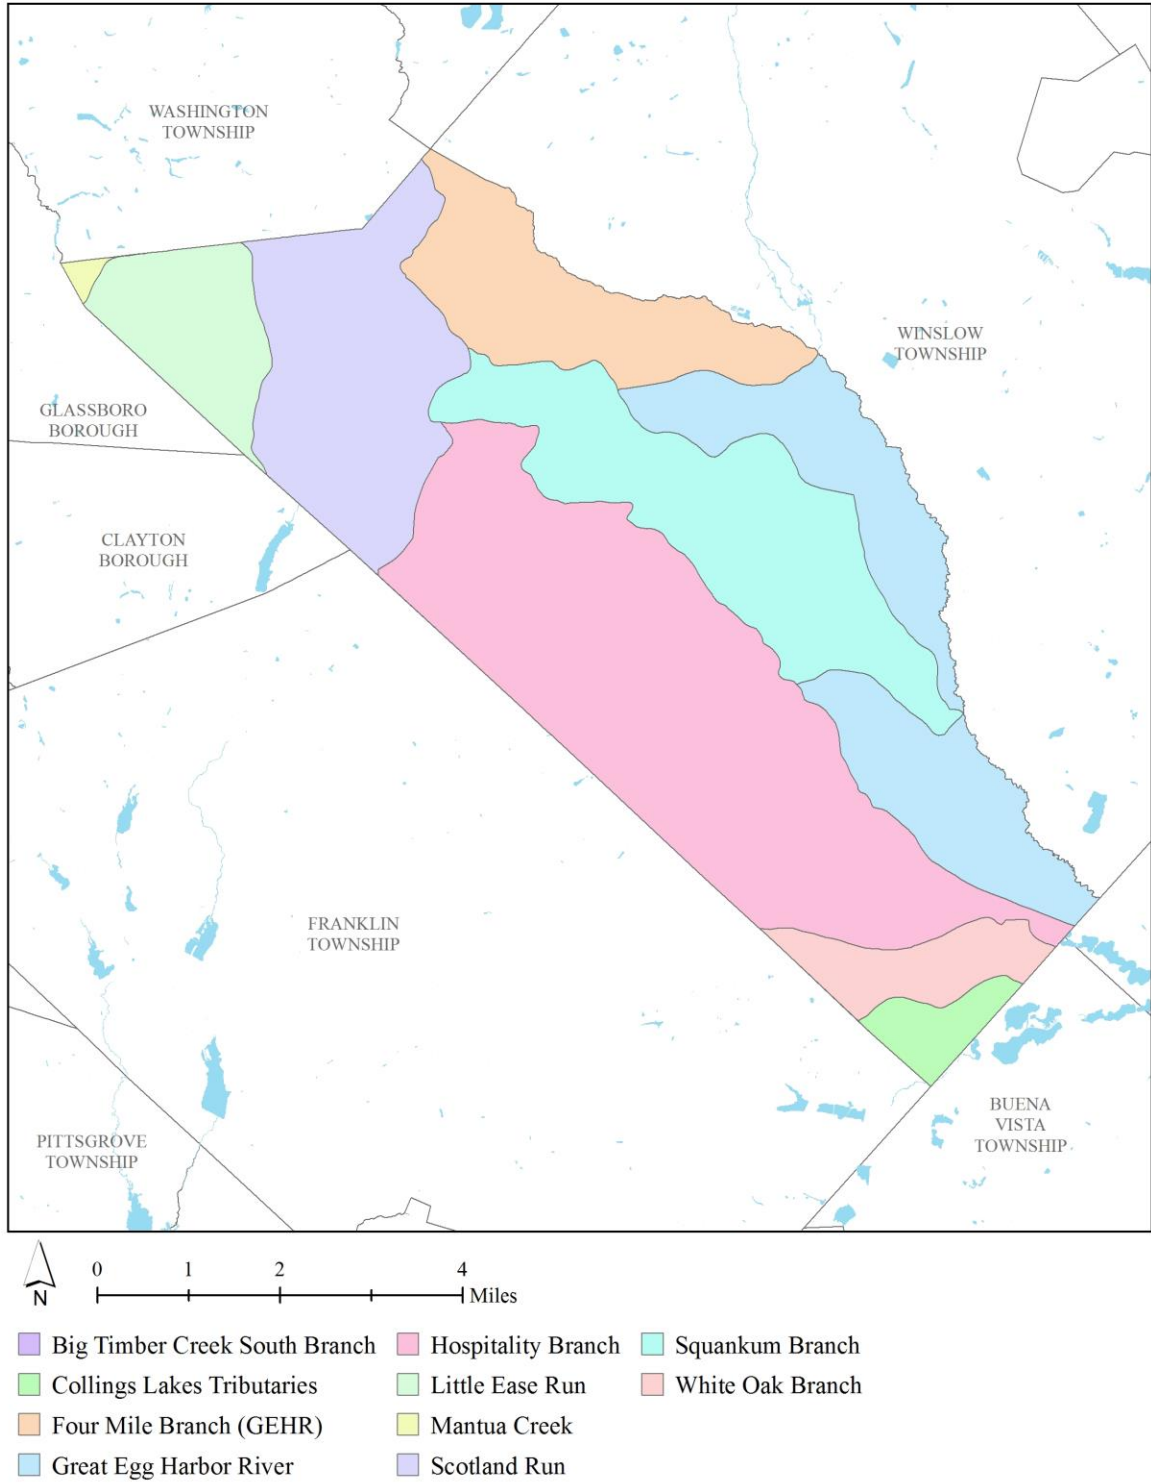 WASHINGTON
TOWNSHIP
WINSLOW
TOWNSHIP
GLASSBORO
BOROUGH
CLAYTON
BOROUGH
FRANKLIN
TOWNSHIP
PITTSGROVE
TOWNSHIP
BUENA
VISTA
TOWNSHIP
N
0 1 2 4
Miles
Big Timber Creek South Branch
Collings Lakes Tributaries
Four Mile Branch (GEHR)
Great Egg Harbor River
Hospitality Branch
Little Ease Run
Mantua Creek
Scotland Run
Squankum Branch
White Oak Branch